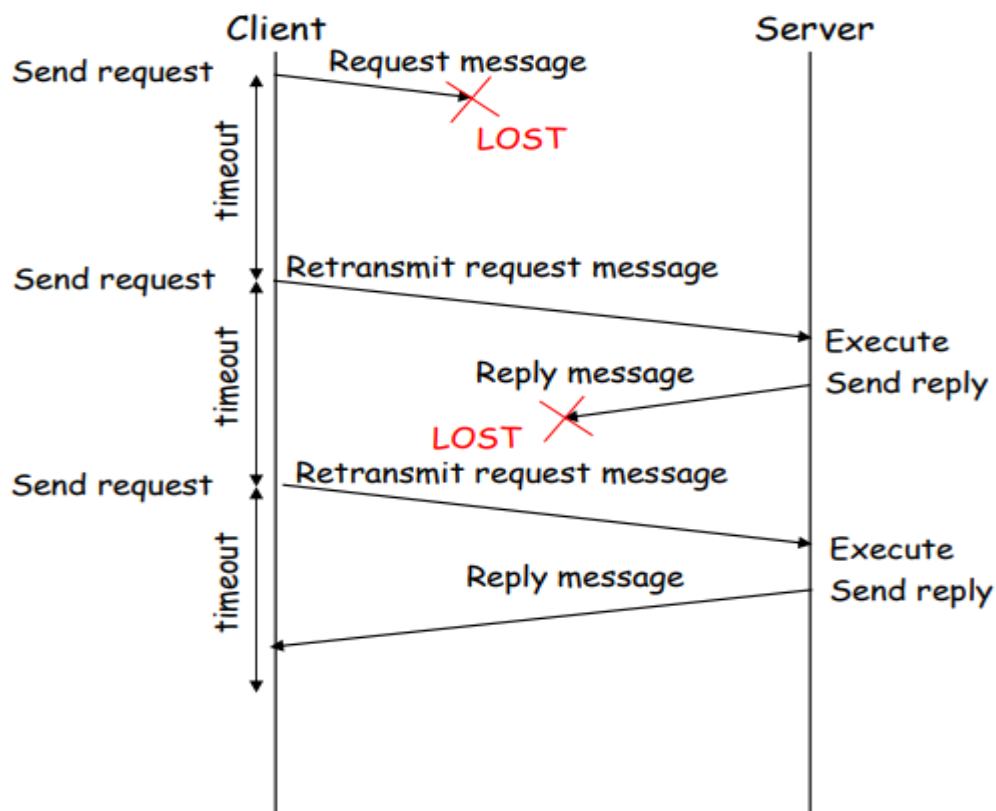 Client
Server
Send request
Request message
LOST
timeout
Send request
Retransmit request message
Execute
timeout
Reply message
Send reply
LOST
Send request
Retransmit request message
Execute
timeout
Reply message
Send reply